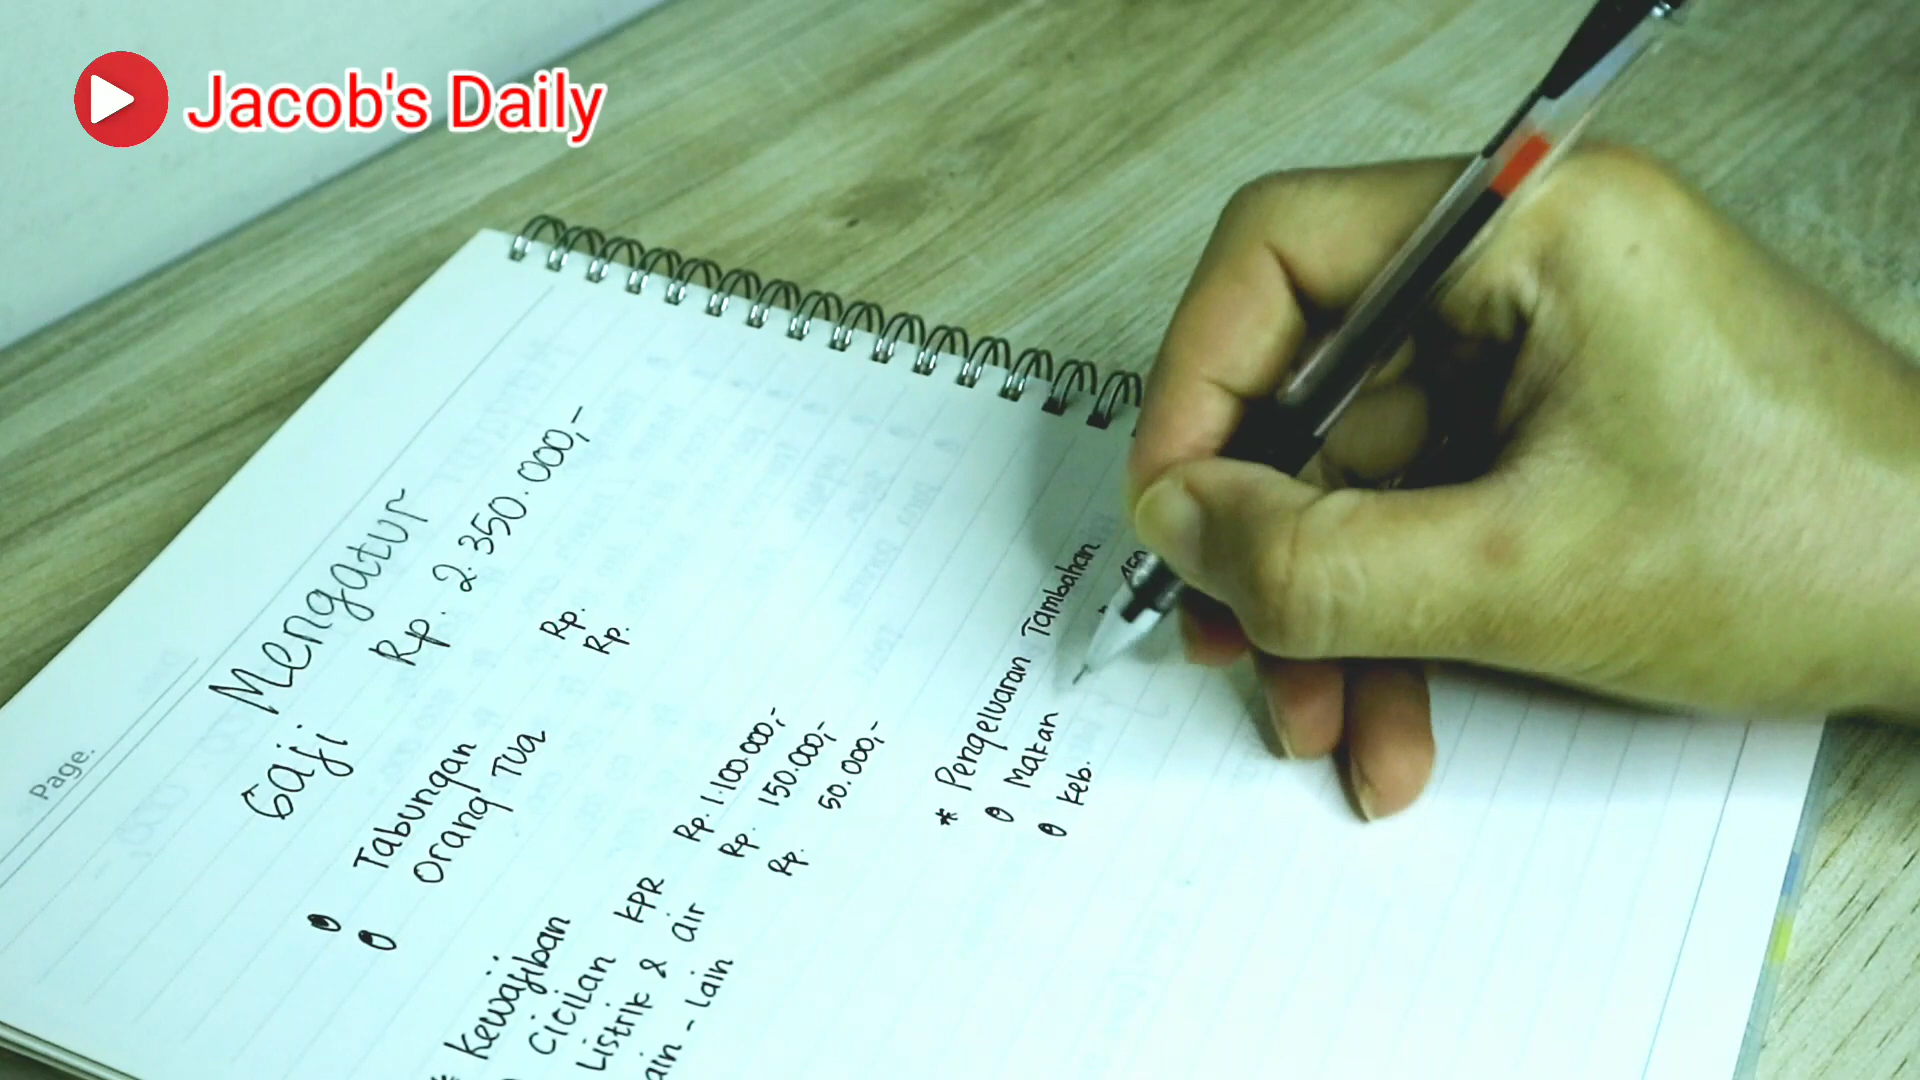 Jacob's Daily
Page.
Mengatur
Gaji Rp. 2.350.000,-
Tabungan Rp.
Orang Tua Rp.
* Kewajiban
Cicilan KPR Rp. 1.100.000,-
Listrik & air Rp. 150.000,-
ain - Lain Rp. 50.000,-
* Pengeluaran Tambahan
Makan
Keb.